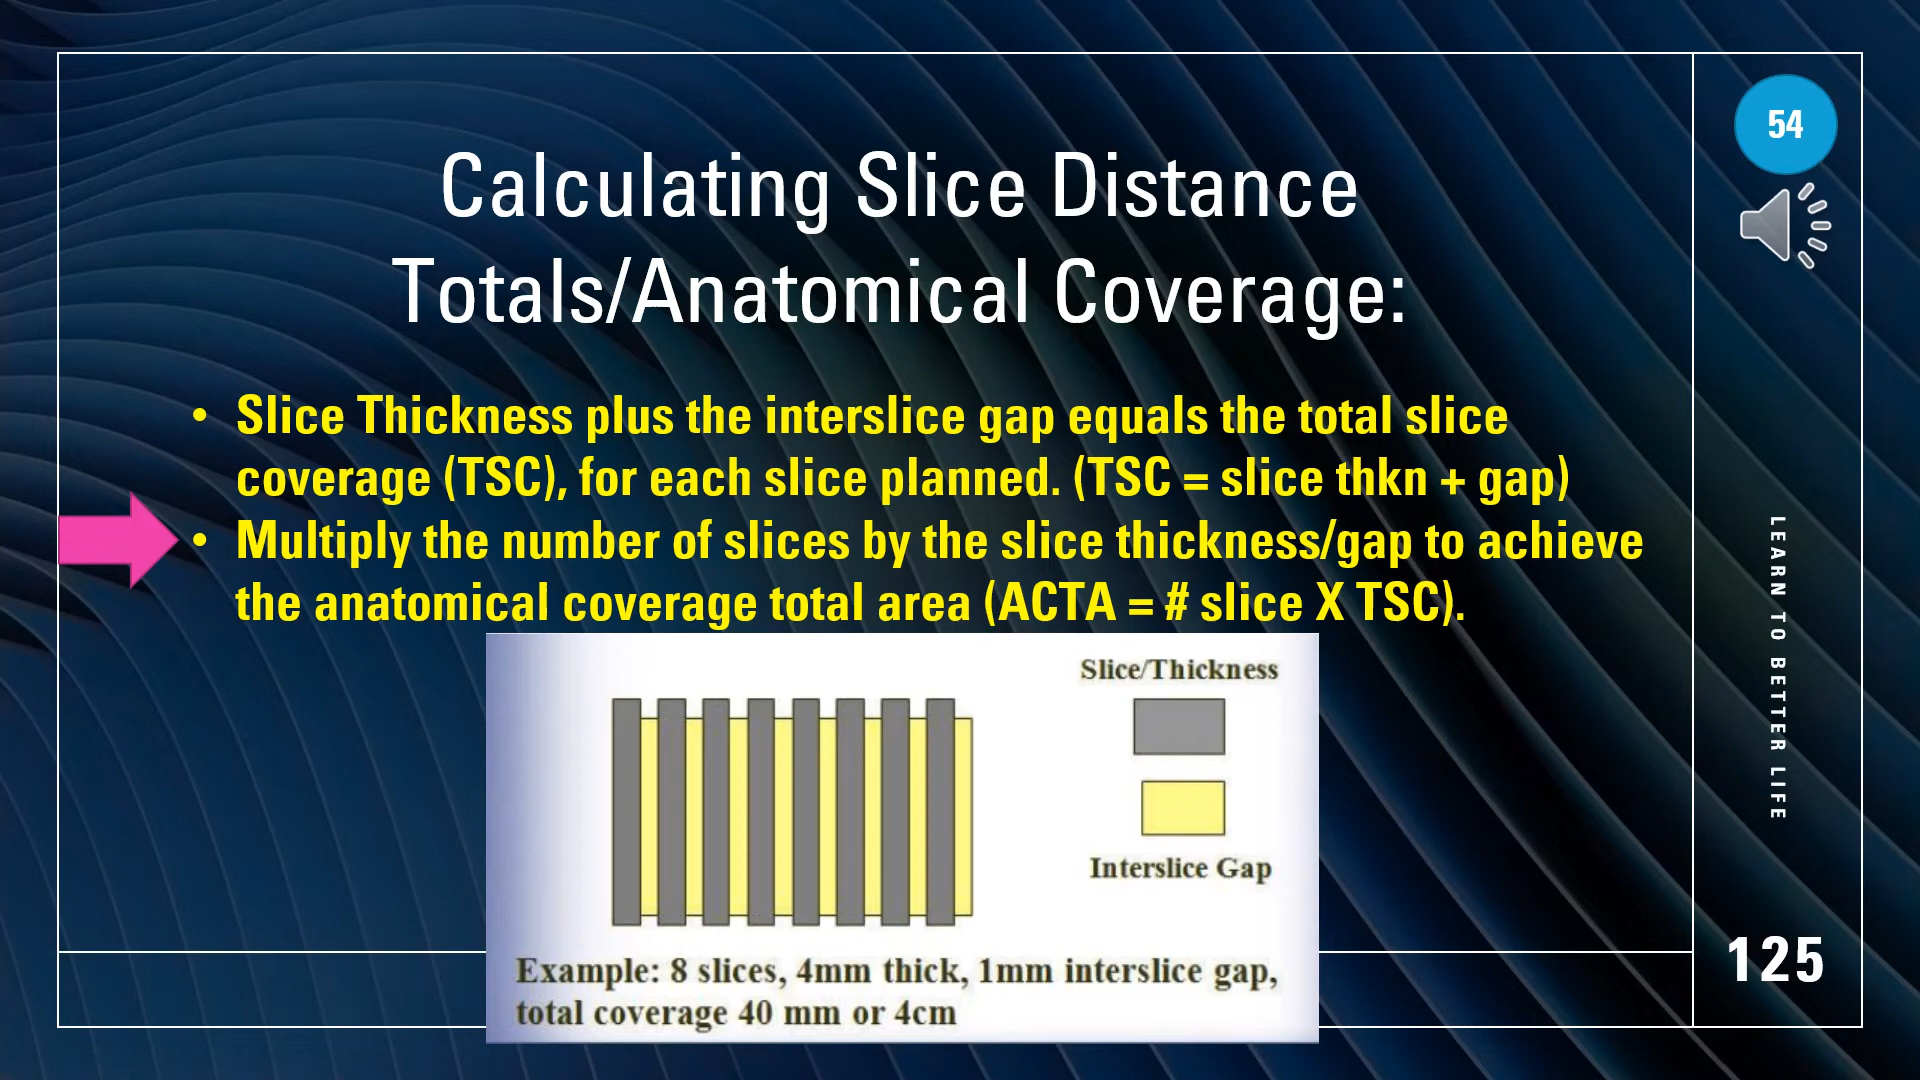 54
Calculating Slice Distance
Totals/Anatomical Coverage:
• Slice Thickness plus the interslice gap equals the total slice
coverage (TSC), for each slice planned. (TSC = slice thkn + gap)
• Multiply the number of slices by the slice thickness/gap to achieve
the anatomical coverage total area (ACTA = # slice X TSC).
Slice/Thickness
Interslice Gap
Example: 8 slices, 4mm thick, 1mm interslice gap,
total coverage 40 mm or 4cm
LEARN TO BETTER LIFE
125